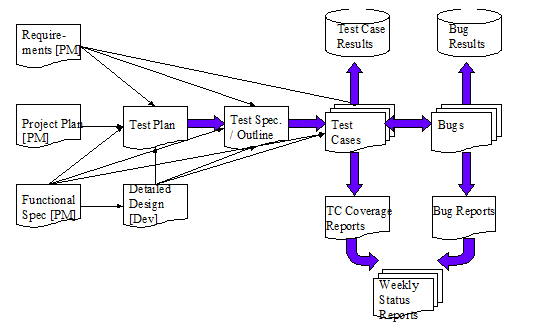 Test Case
Results
Bug
Results
Require-
ments [PM]
Project Plan
[PM]
Test Plan
Test Spec.
/ Outline
Test
Cases
Bugs
Functional
Spec [PM]
Detailed
Design
[Dev]
TC Coverage
Reports
Bug Reports
Weekly
Status
Reports